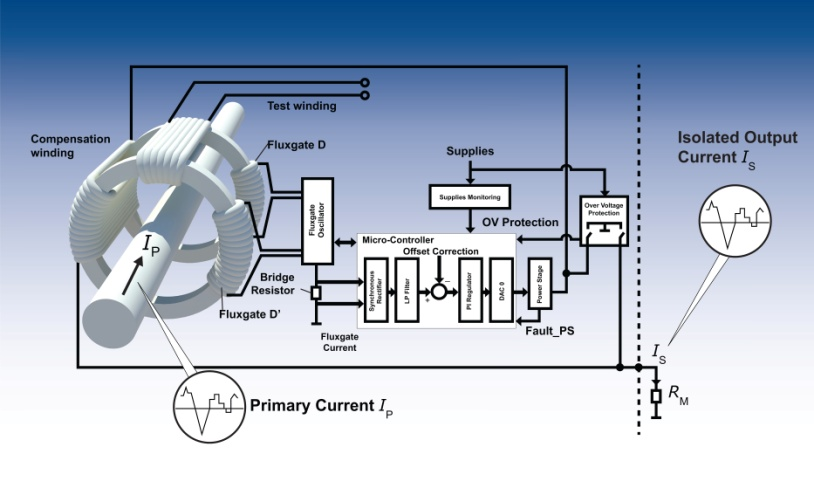 Test winding
Compensation
winding
Fluxgate D
Isolated Output
Current IS
Supplies
Supplies Monitoring
Over Voltage
Protection
OV Protection
Fluxgate
Oscillator
IP
Micro-Controller
Offset Correction
Bridge
Resistor
Synchronous
Rectifier
LP Filter
+
−
PI Regulator
DAC 0
Power Stage
Fluxgate D'
Fluxgate
Current
Fault_PS
IS
RM
Primary Current IP